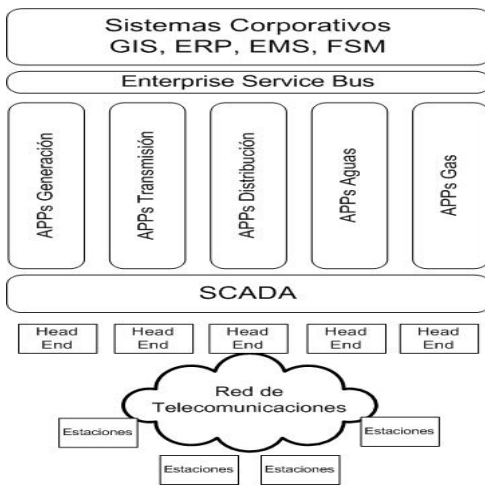 Sistemas Corporativos
GIS, ERP, EMS, FSM
Enterprise Service Bus
APPs Generación
APPs Transmisión
APPs Distribución
APPs Aguas
APPs Gas
SCADA
Head
End
Head
End
Head
End
Head
End
Head
End
Red de
Telecomunicaciones
Estaciones
Estaciones
Estaciones
Estaciones